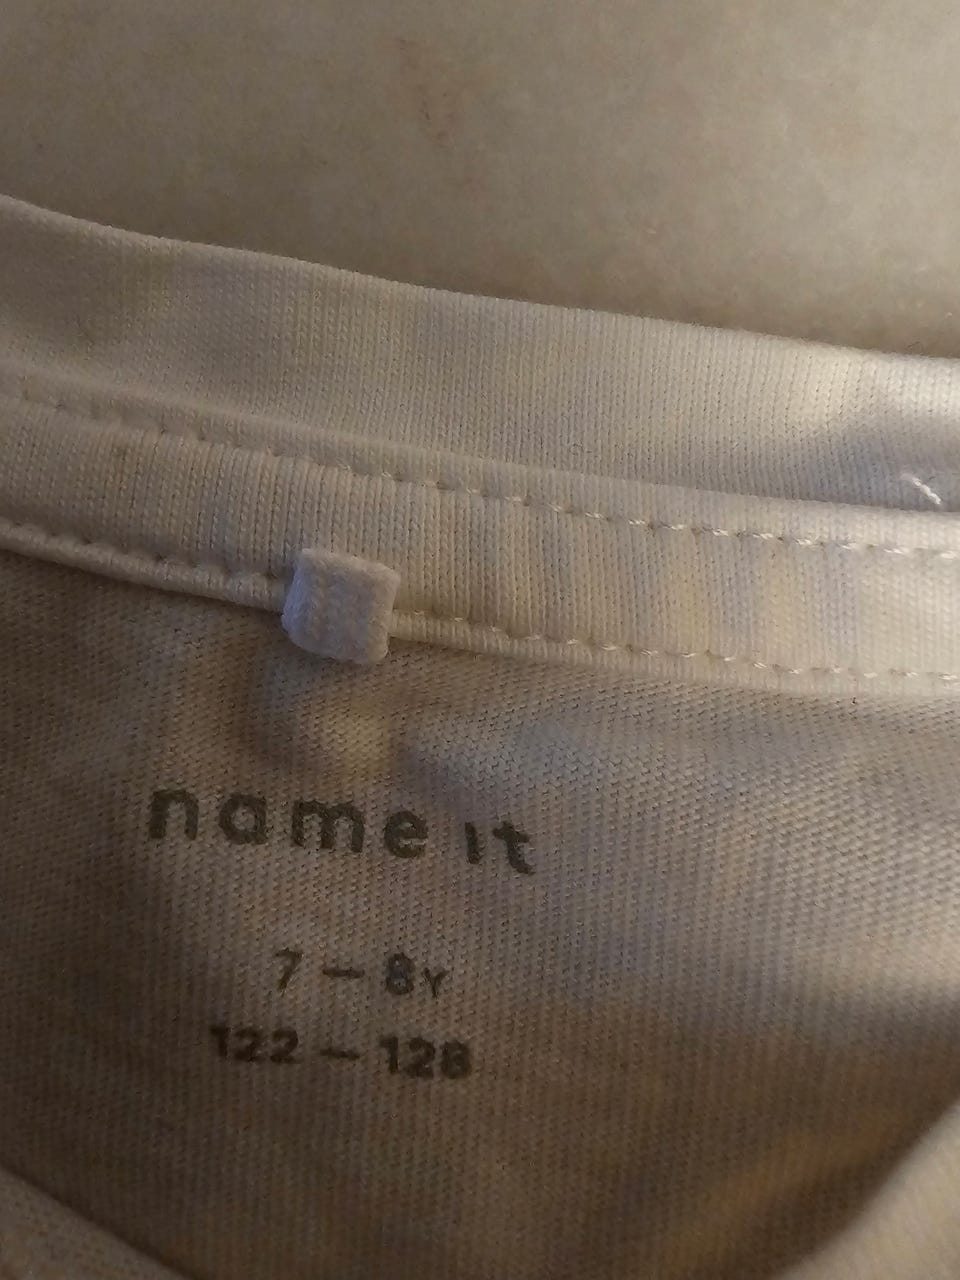 name it
7 – 8Y
122 – 128